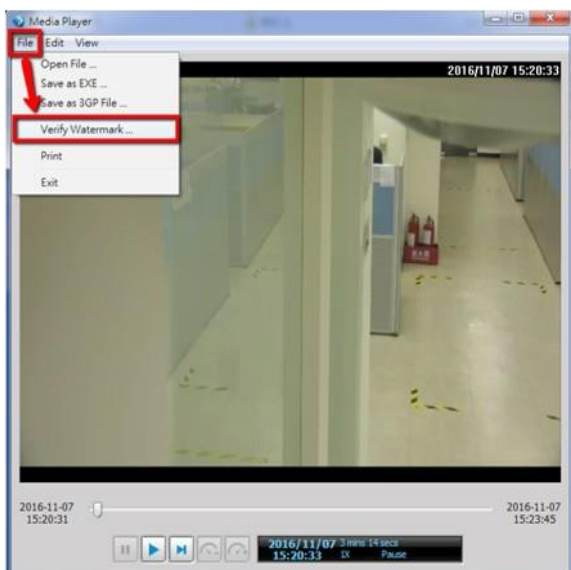 Media Player
File Edit View
Open File ...
Save as EXE ...
Save as 3GP File ...
Verify Watermark ...
Print
Exit
2016/11/07 15:20:33
2016-11-07
15:20:31
2016-11-07
15:23:45
2016/11/07 3 mins 14 secs
15:20:33 1X Pause